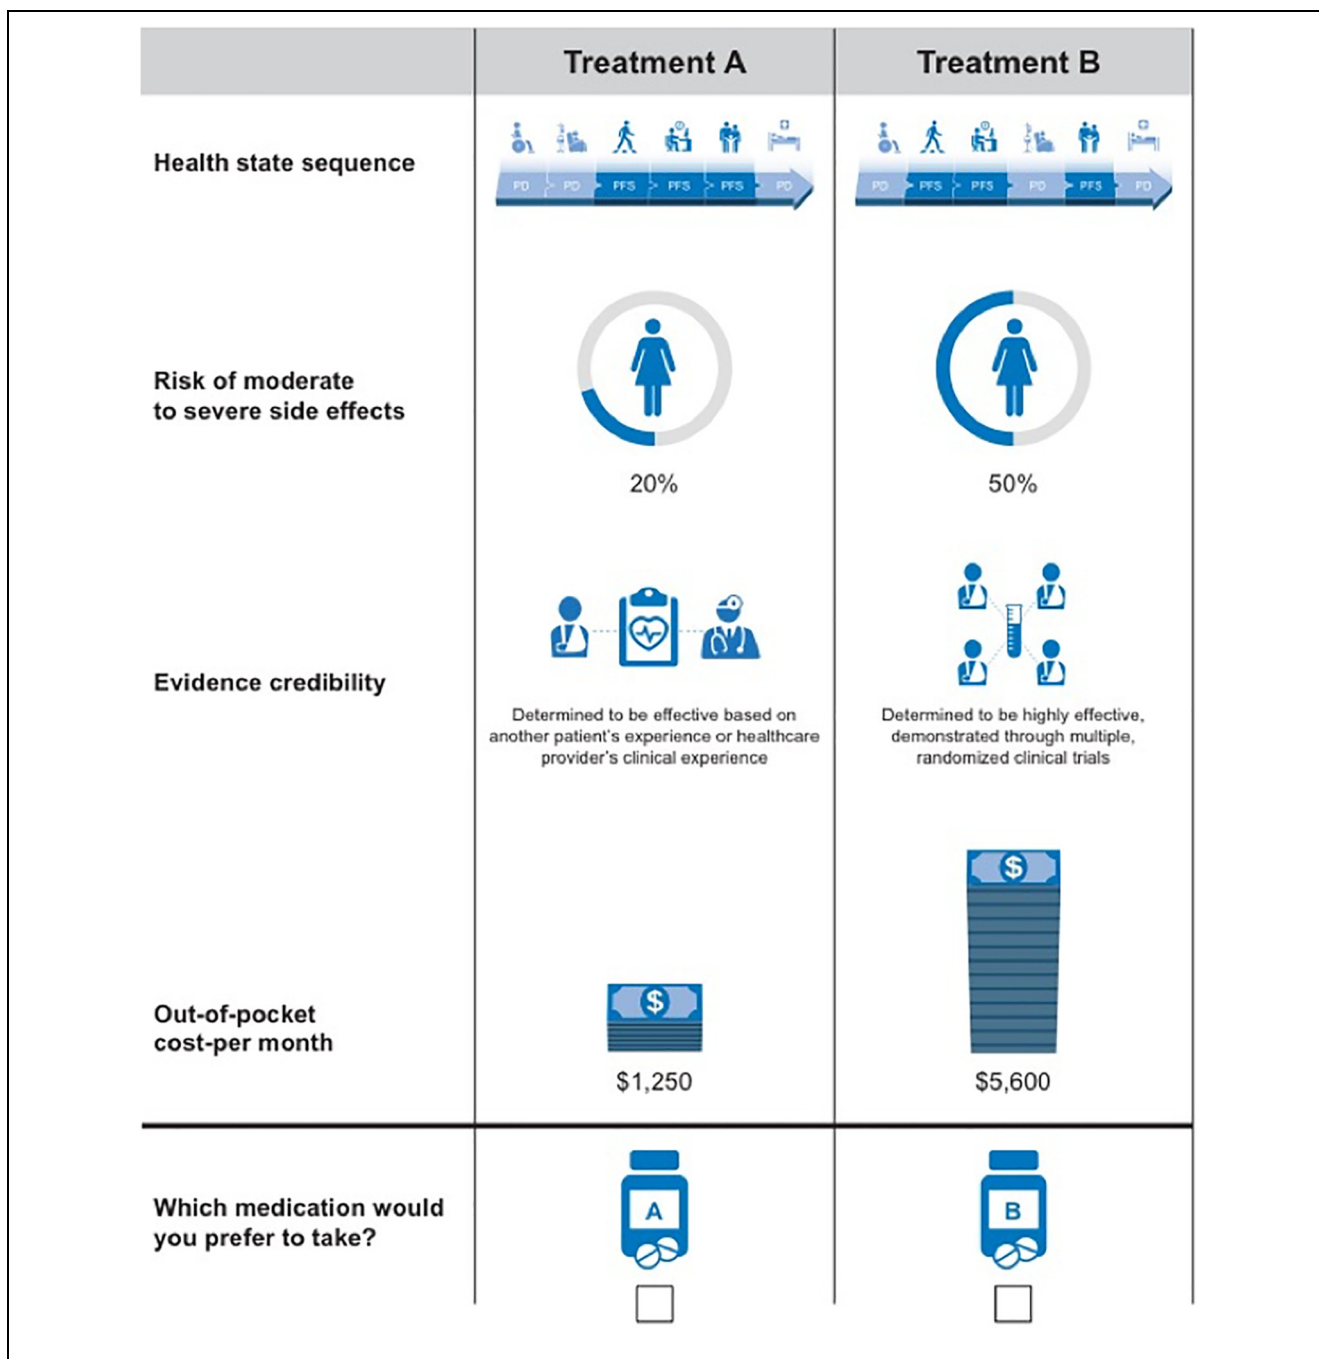 Treatment A
Treatment B
Health state sequence
PD PD PFS PFS PFS PD
PD PFS PFS PD PFS PD
Risk of moderate
to severe side effects
20%
50%
Evidence credibility
Determined to be effective based on
another patient's experience or healthcare
provider's clinical experience
Determined to be highly effective,
demonstrated through multiple,
randomized clinical trials
Out-of-pocket
cost-per month
$
$1,250
$
$5,600
Which medication would
you prefer to take?
A
B